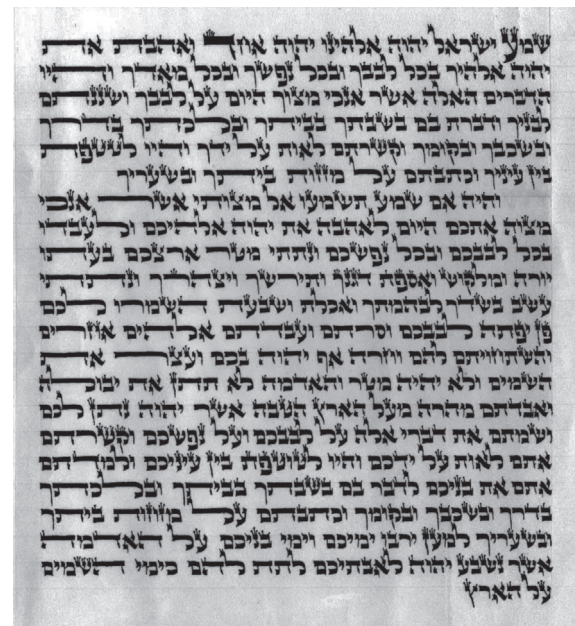 שמע ישראל יהוה אלהינו יהוה אחד ואהבת את
יהוה אלהיך בכל לבבך ובכל נפשך ובכל מאדך והיו
הדברים האלה אשר אנכי מצוך היום על לבבך ושננתם
לבניך ודברת בם בשבתך בביתך ובלכתך בדרך
ובשכבך ובקומך וקשרתם לאות על ידך והיו לטטפת
בין עיניך וכתבתם על מזזות ביתך ובשעריך
והיה אם שמע תשמעו אל מצותי אשר אנכי
מצוה אתכם היום לאהבה את יהוה אלהיכם ולעבדו
בכל לבבכם ובכל נפשכם ונתתי מטר ארצכם בעתו
יורה ומלקוש ואספת דגנך ותירשך ויצהרך ונתתי
עשב בשדך לבהמתך ואכלת ושבעת השמרו לכם
פן יפתה לבבכם וסרתם ועבדתם אלהים אחרים
והשתחויתם להם וחרה אף יהוה בכם ועצר את
השמים ולא יהיה מטר והאדמה לא תתן את יבולה
ואבדתם מהרה מעל הארץ הטבה אשר יהוה נתן לכם
ושמתם את דברי אלה על לבבכם ועל נפשכם וקשרתם
אתם לאות על ידכם והיו לטוטפת בין עיניכם ולמדתם
אתם את בניכם לדבר בם בשבתך בביתך ובלכתך
בדרך ובשכבך ובקומך וכתבתם על מזוזות ביתך
ובשעריך למען ירבו ימיכם וימי בניכם על האדמה
אשר נשבע יהוה לאבתיכם לתת להם כימי השמים
על הארץ